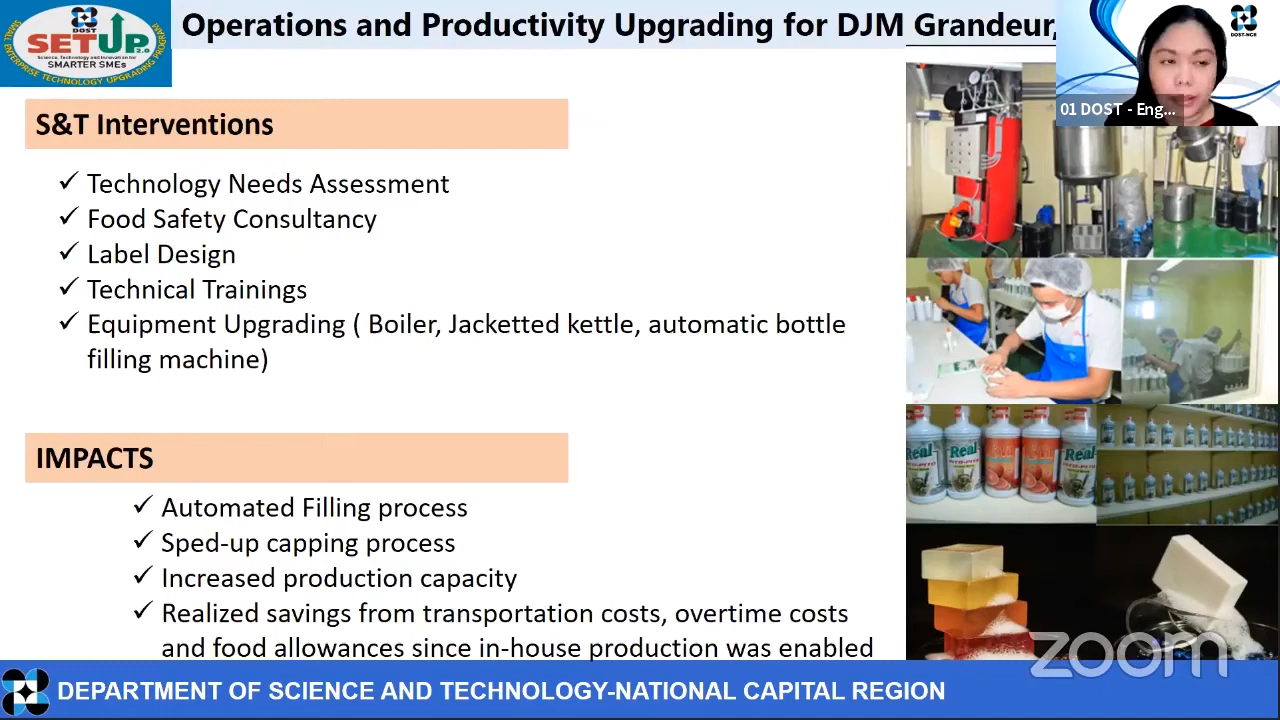 Operations and Productivity Upgrading for DJM Grandeur,
DOST
SETUP 2.0
Science, Technology and Innovation for
SMARTER SMEs
SMALL ENTERPRISE TECHNOLOGY UPGRADING PROGRAM
DOST-NCR
01 DOST - Eng...
S&T Interventions
✓ Technology Needs Assessment
✓ Food Safety Consultancy
✓ Label Design
✓ Technical Trainings
✓ Equipment Upgrading ( Boiler, Jacketted kettle, automatic bottle
filling machine)
IMPACTS
✓ Automated Filling process
✓ Sped-up capping process
✓ Increased production capacity
✓ Realized savings from transportation costs, overtime costs
and food allowances since in-house production was enabled
Real
Real
Real
zoom
DEPARTMENT OF SCIENCE AND TECHNOLOGY-NATIONAL CAPITAL REGION